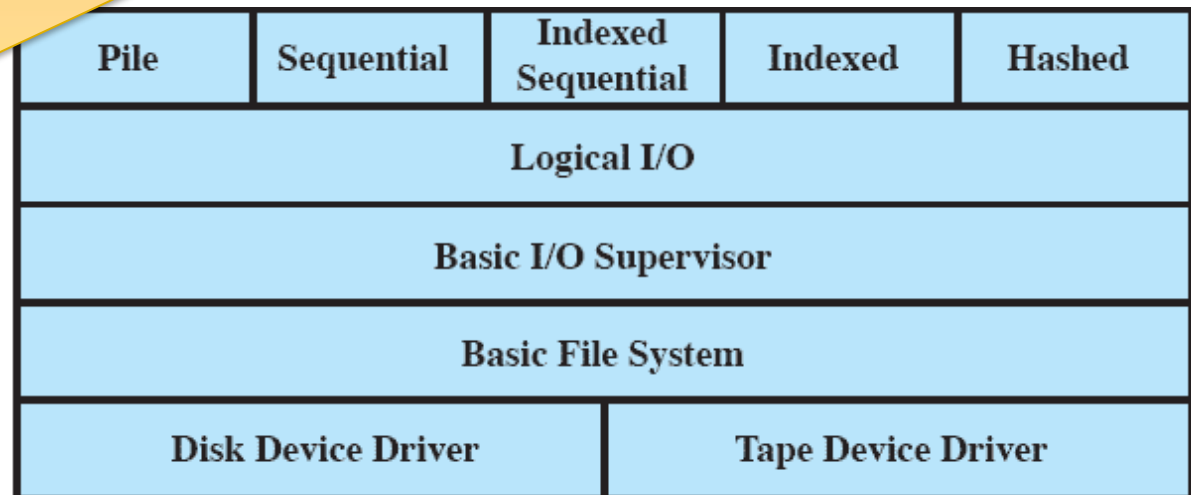 Pile Sequential Indexed Sequential Indexed Hashed
Logical I/O
Basic I/O Supervisor
Basic File System
Disk Device Driver Tape Device Driver